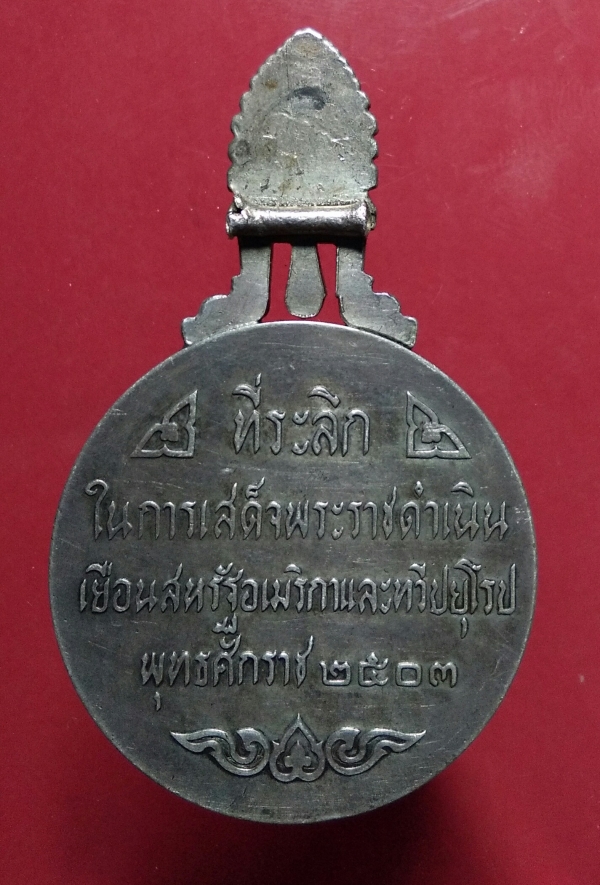 ที่ระลึก
ในการเสด็จพระราชดำเนิน
เยือนสหรัฐอเมริกาและทวีปยุโรป
พุทธศักราช ๒๕๐๓